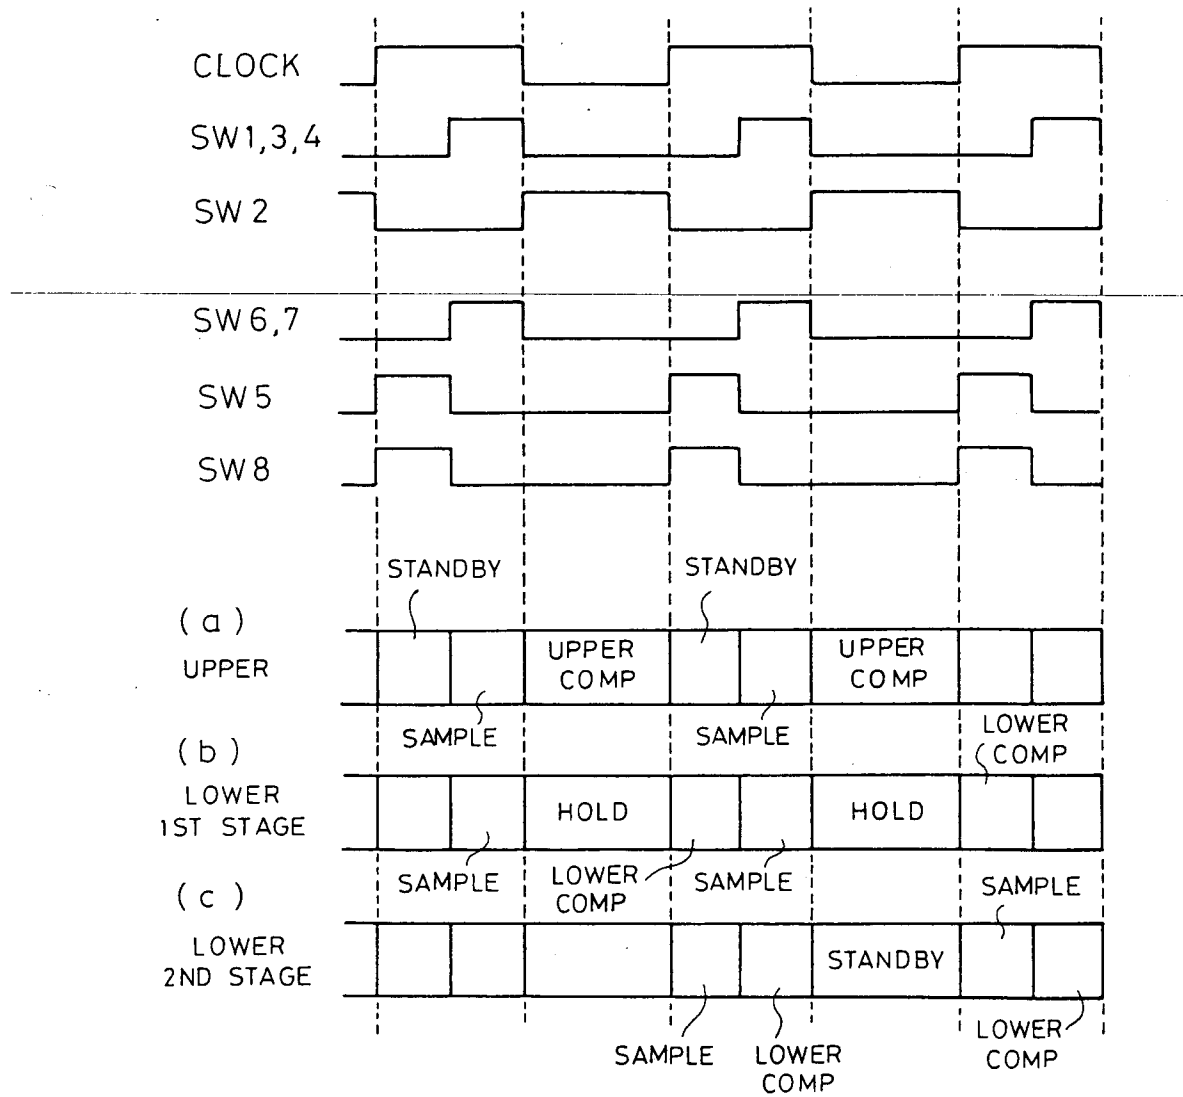 CLOCK
SW1,3,4
SW 2
SW 6,7
SW 5
SW 8
STANDBY
STANDBY
(a)
UPPER
UPPER
COMP
UPPER
COMP
SAMPLE
SAMPLE
LOWER
COMP
(b)
LOWER
1ST STAGE
HOLD
HOLD
SAMPLE
LOWER
COMP
SAMPLE
SAMPLE
(c)
LOWER
2ND STAGE
STANDBY
SAMPLE
LOWER
COMP
LOWER
COMP